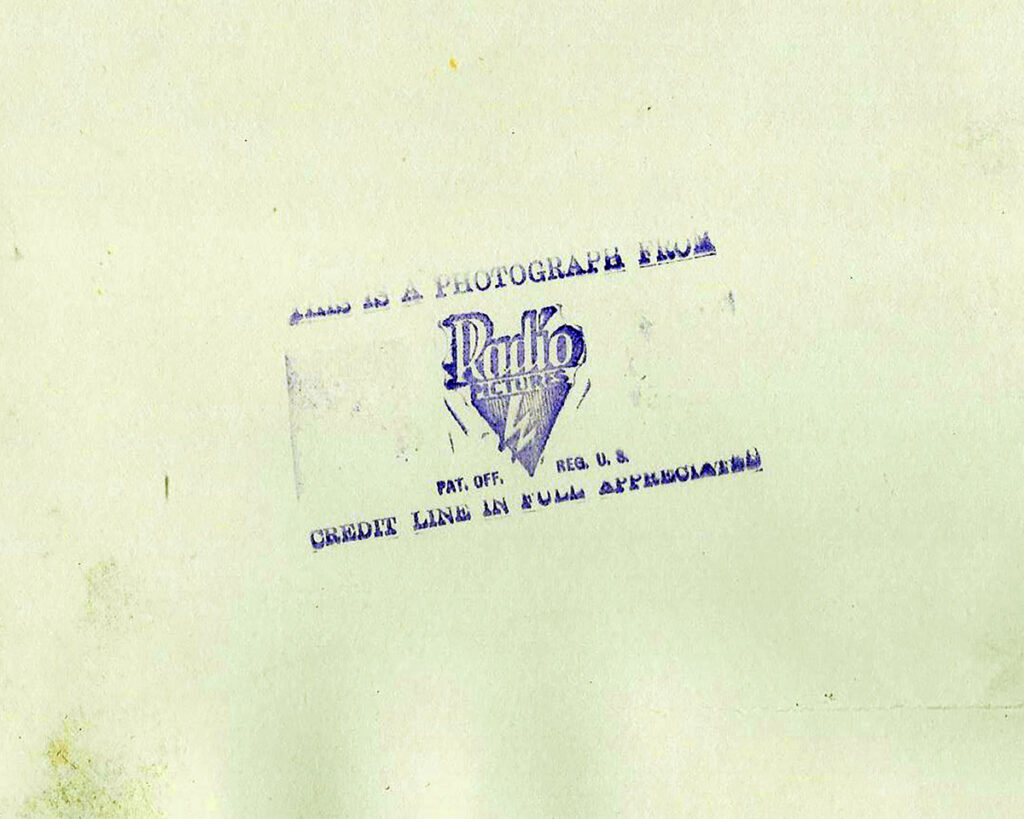 THIS IS A PHOTOGRAPH FROM
Radio
PICTURES
PAT. OFF. REG. U. S.
CREDIT LINE IN FULL APPRECIATED